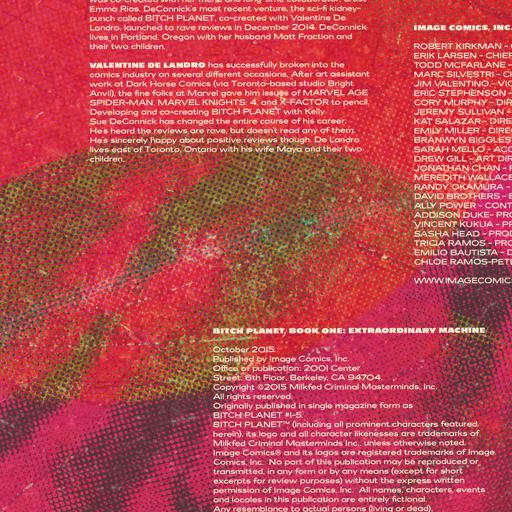 Emma Rios. DeConnick's most recent venture, the sci-fi kidney-
punch called BITCH PLANET, co-created with Valentine De
Landro, launched to rave reviews in December 2014. DeConnick
lives in Portland, Oregon with her husband Matt Fraction and
their two children.
VALENTINE DE LANDRO has successfully broken into the
comics industry on several different occasions. After art assistant
work at Dark Horse Comics (via Toronto-based studio Bright
Anvil), the fine folks at Marvel gave him issues of MARVEL AGE
SPIDER-MAN, MARVEL KNIGHTS: 4, and X-FACTOR to pencil.
Developing and co-creating BITCH PLANET with Kelly
Sue DeConnick has changed the entire course of his career.
He's heard the reviews are rave, but doesn't read any of them.
He's sincerely happy about positive reviews though. De Landro
lives east of Toronto, Ontario with his wife Maya and their two
children.
IMAGE COMICS, INC.
ROBERT KIRKMAN -
ERIK LARSEN - CHIEF
TODD MCFARLANE -
MARC SILVESTRI - CH
JIM VALENTINO - VIC
ERIC STEPHENSON -
CORY MURPHY - DIR
JEREMY SULLIVAN -
KAT SALAZAR - DIRE
EMILY MILLER - DIREC
BRANWYN BIGGLEST
SARAH MELLO - ACC
DREW GILL - ART DIR
JONATHAN CHAN - P
MEREDITH WALLACE
RANDY OKAMURA -
DAVID BROTHERS - B
ALLY POWER - CONT
ADDISON DUKE- PRO
VINCENT KUKUA - PR
SASHA HEAD - PROD
TRICIA RAMOS - PRO
EMILIO BAUTISTA - D
CHLOE RAMOS-PETE
WWW.IMAGECOMICS
BITCH PLANET, BOOK ONE: EXTRAORDINARY MACHINE
October 2015.
Published by Image Comics, Inc.
Office of publication: 2001 Center
Street, 6th Floor, Berkeley, CA 94704.
Copyright ©2015 Milkfed Criminal Masterminds, Inc.
All rights reserved.
Originally published in single magazine form as
BITCH PLANET #1-5.
BITCH PLANET™ (including all prominent characters featured
herein), its logo and all character likenesses are trademarks of
Milkfed Criminal Masterminds Inc., unless otherwise noted.
Image Comics® and its logos are registered trademarks of Image
Comics, Inc. No part of this publication may be reproduced or
transmitted, in any form or by any means (except for short
excerpts for review purposes) without the express written
permission of Image Comics, Inc. All names, characters, events
and locales in this publication are entirely fictional.
Any resemblance to actual persons (living or dead),